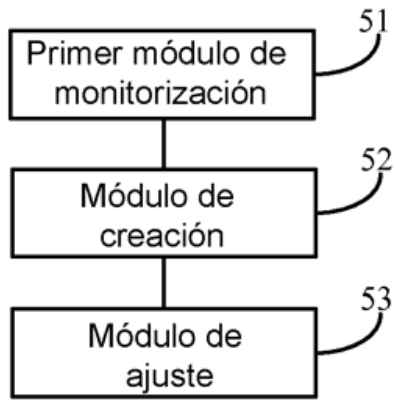 51
Primer módulo de
monitorización
52
Módulo de
creación
53
Módulo de
ajuste